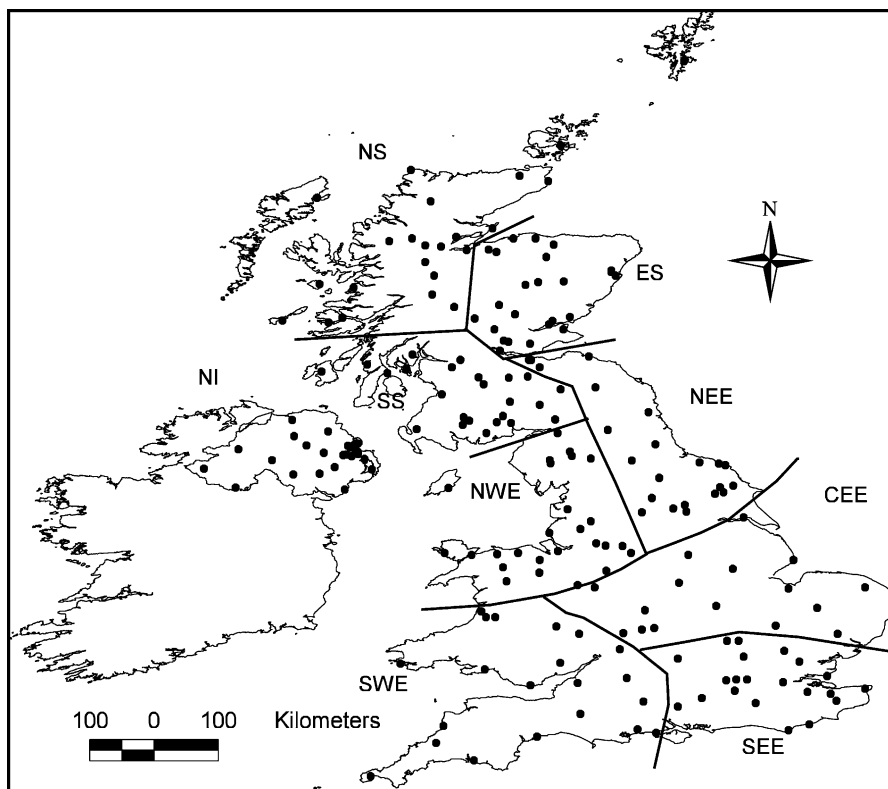 NS
N
ES
NI
SS
NEE
NWE
CEE
SWE
100 0 100 Kilometers
SEE